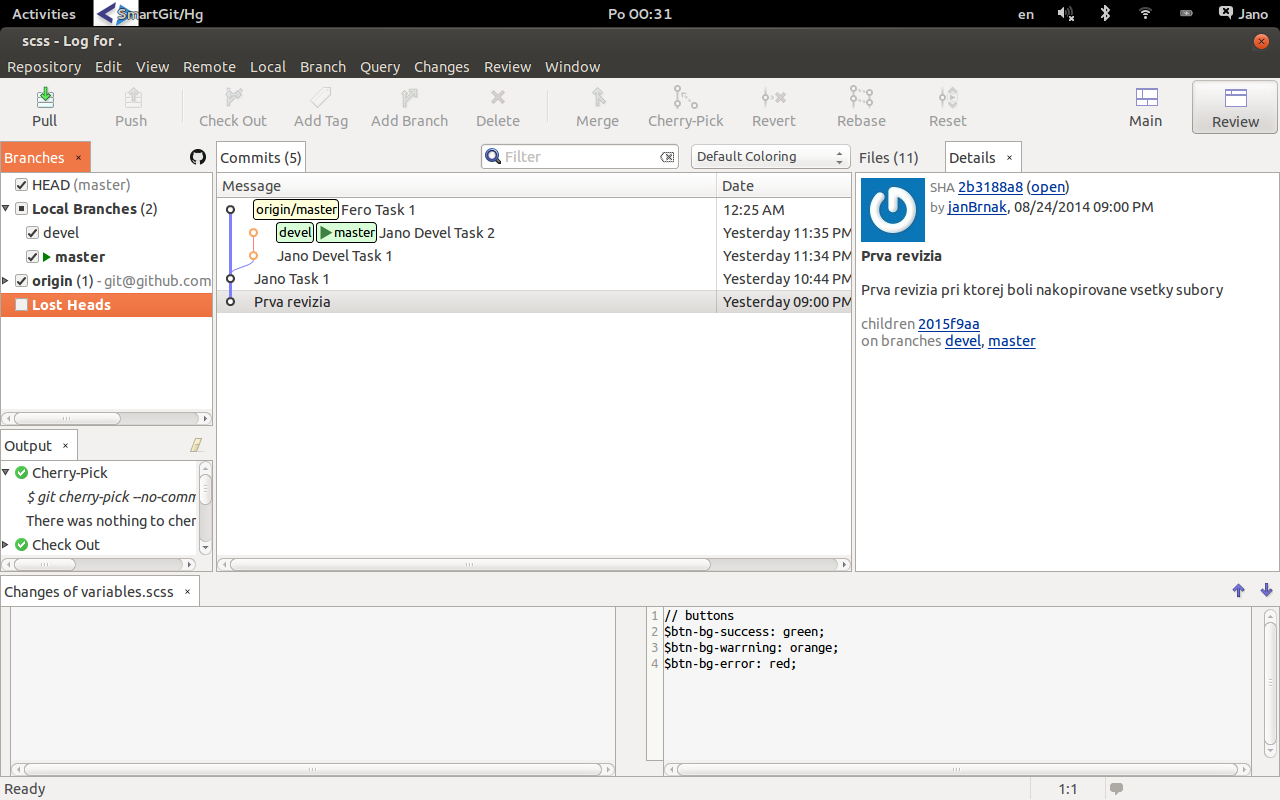 Activities SmartGit/Hg Po 00:31 en Jano
scss - Log for .
Repository Edit View Remote Local Branch Query Changes Review Window
Pull Push Check Out Add Tag Add Branch Delete Merge Cherry-Pick Revert Rebase Reset Main Review
Branches
HEAD (master)
Local Branches (2)
devel
master
origin (1) - git@github.com
Lost Heads
Output
Cherry-Pick
$ git cherry-pick --no-comm
There was nothing to cher
Check Out
Commits (5) Filter Default Coloring
Message Date
origin/master Fero Task 1 12:25 AM
devel master Jano Devel Task 2 Yesterday 11:35 PM
Jano Devel Task 1 Yesterday 11:34 PM
Jano Task 1 Yesterday 10:44 PM
Prva revizia Yesterday 09:00 PM
Files (11) Details
SHA 2b3188a8 (open)
by janBrnak, 08/24/2014 09:00 PM
Prva revizia
Prva revizia pri ktorej boli nakopirovane vsetky subory
children 2015f9aa
on branches devel, master
Changes of variables.scss
1 // buttons
2 $btn-bg-success: green;
3 $btn-bg-warrning: orange;
4 $btn-bg-error: red;
Ready 1:1